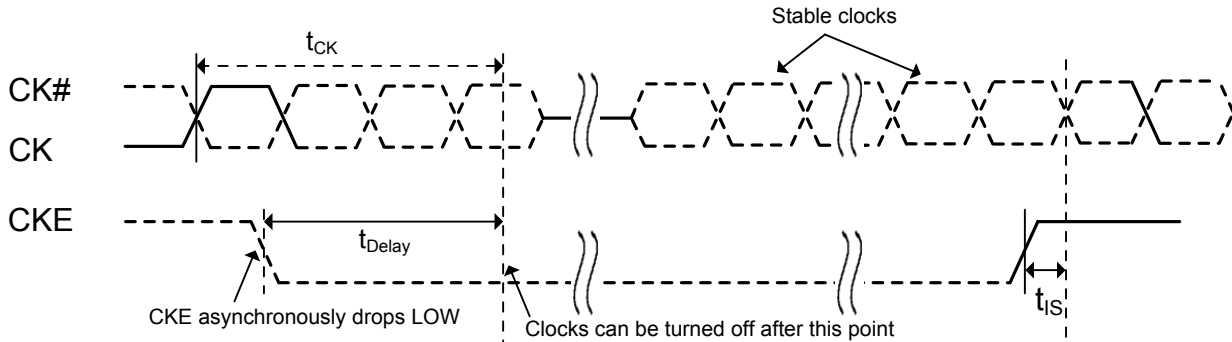 Stable clocks
tCK
CK#
CK
CKE
tDelay
tIS
CKE asynchronously drops LOW
Clocks can be turned off after this point